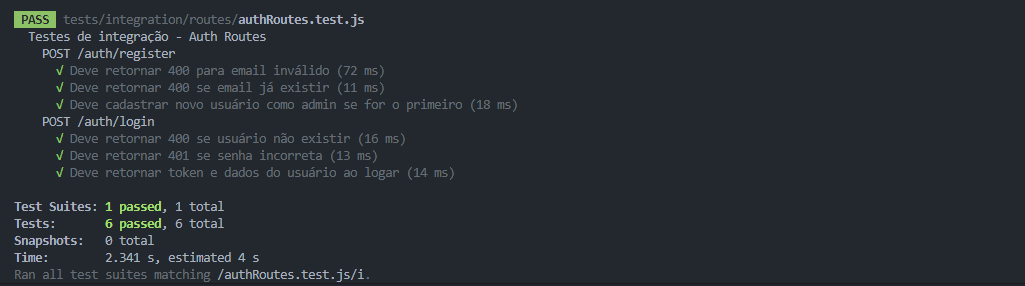 PASS tests/integration/routes/authRoutes.test.js
Testes de integração - Auth Routes
POST /auth/register
√ Deve retornar 400 para email inválido (72 ms)
√ Deve retornar 400 se email já existir (11 ms)
√ Deve cadastrar novo usuário como admin se for o primeiro (18 ms)
POST /auth/login
√ Deve retornar 400 se usuário não existir (16 ms)
√ Deve retornar 401 se senha incorreta (13 ms)
√ Deve retornar token e dados do usuário ao logar (14 ms)
Test Suites: 1 passed, 1 total
Tests: 6 passed, 6 total
Snapshots: 0 total
Time: 2.341 s, estimated 4 s
Ran all test suites matching /authRoutes.test.js/i.